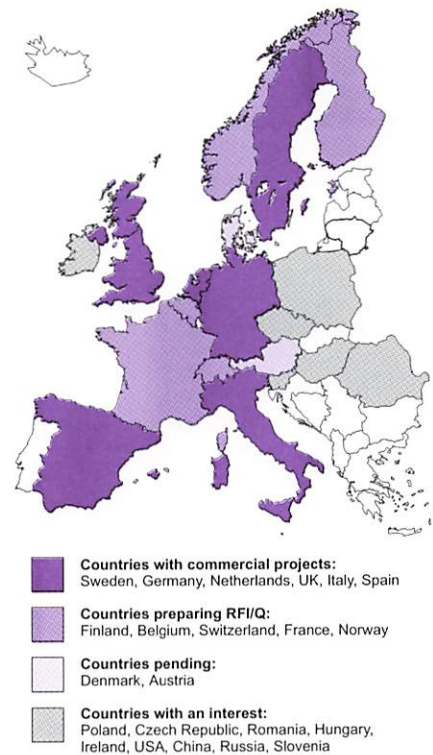 Countries with commercial projects:
Sweden, Germany, Netherlands, UK, Italy, Spain
Countries preparing RFI/Q:
Finland, Belgium, Switzerland, France, Norway
Countries pending:
Denmark, Austria
Countries with an interest:
Poland, Czech Republic, Romania, Hungary,
Ireland, USA, China, Russia, Slovenia